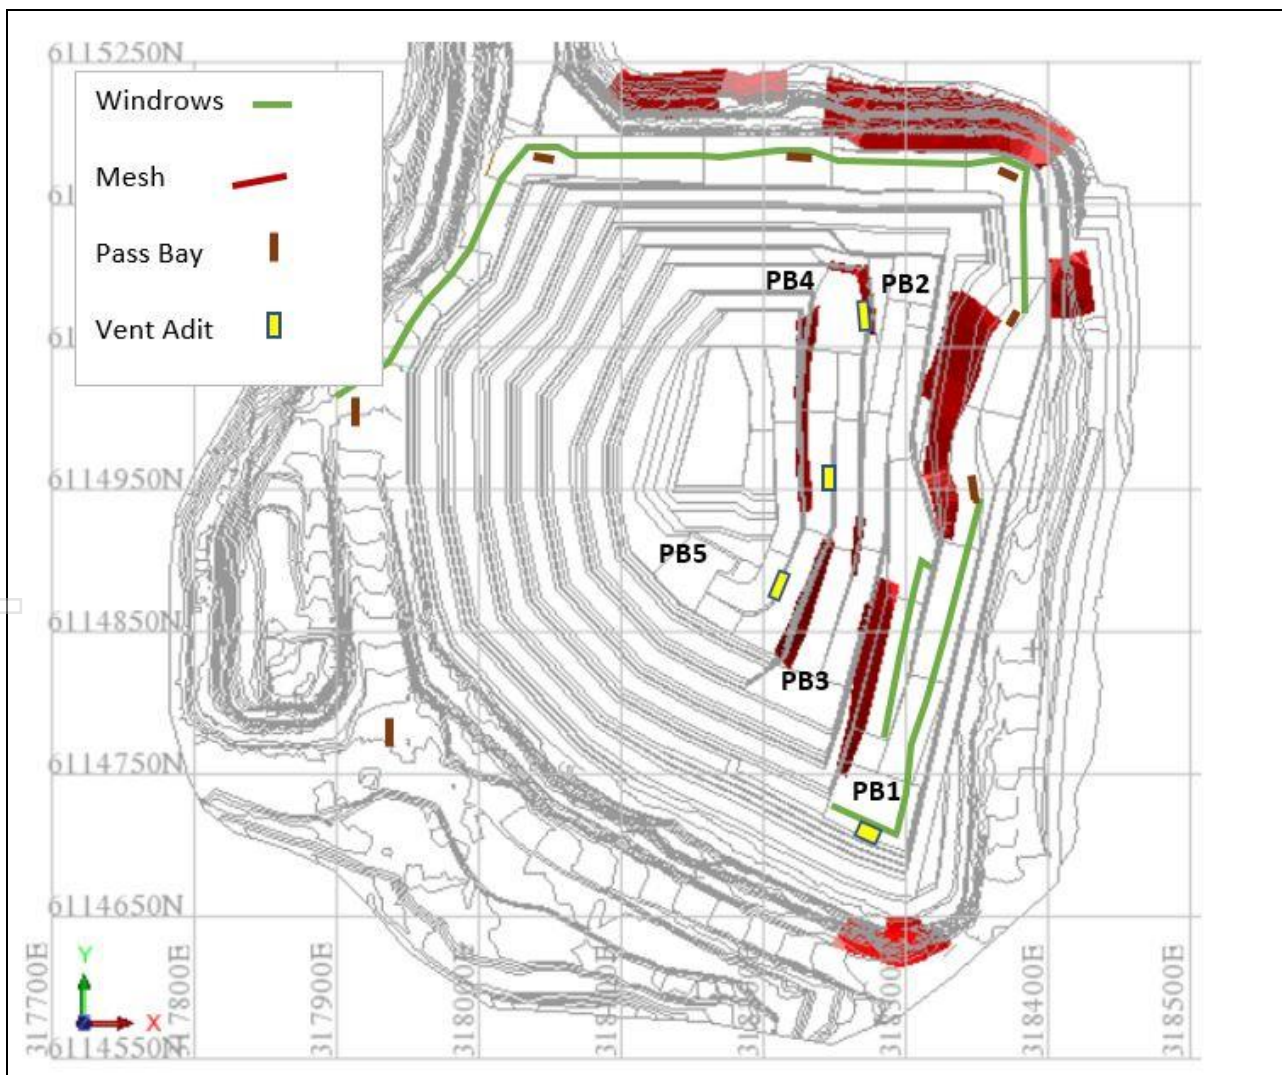 6115250N
Windrows
Mesh
Pass Bay
Vent Adit
PB4
PB2
6114950N
PB5
6114850N
PB3
6114750N
PB1
6114650N
Y
X
6114550N
317700E
317800E
317900E
318400E
318500E